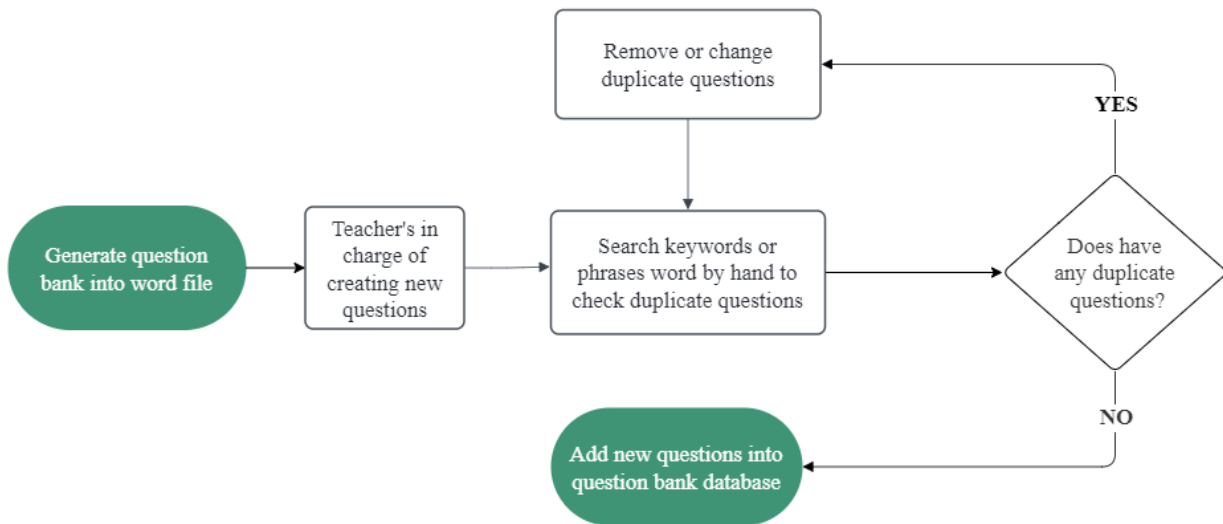 Remove or change
duplicate questions
YES
Generate question
bank into word file
Teacher's in
charge of
creating new
questions
Search keywords or
phrases word by hand to
check duplicate questions
Does have
any duplicate
questions?
NO
Add new questions into
question bank database